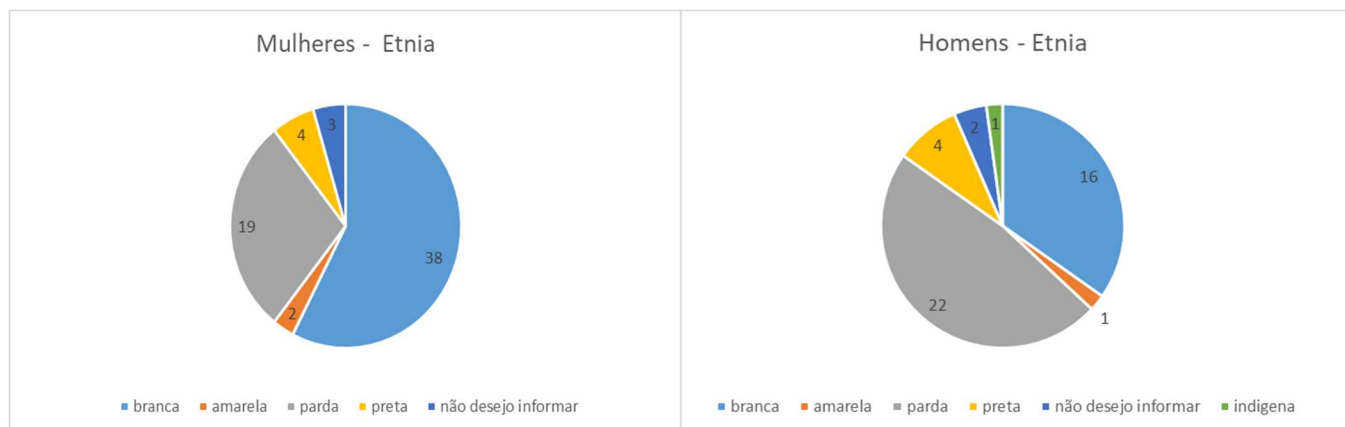 Mulheres - Etnia
3
4
19
38
2
branca amarela parda preta não desejo informar
Homens - Etnia
1
2
4
16
22
1
branca amarela parda preta não desejo informar indigena